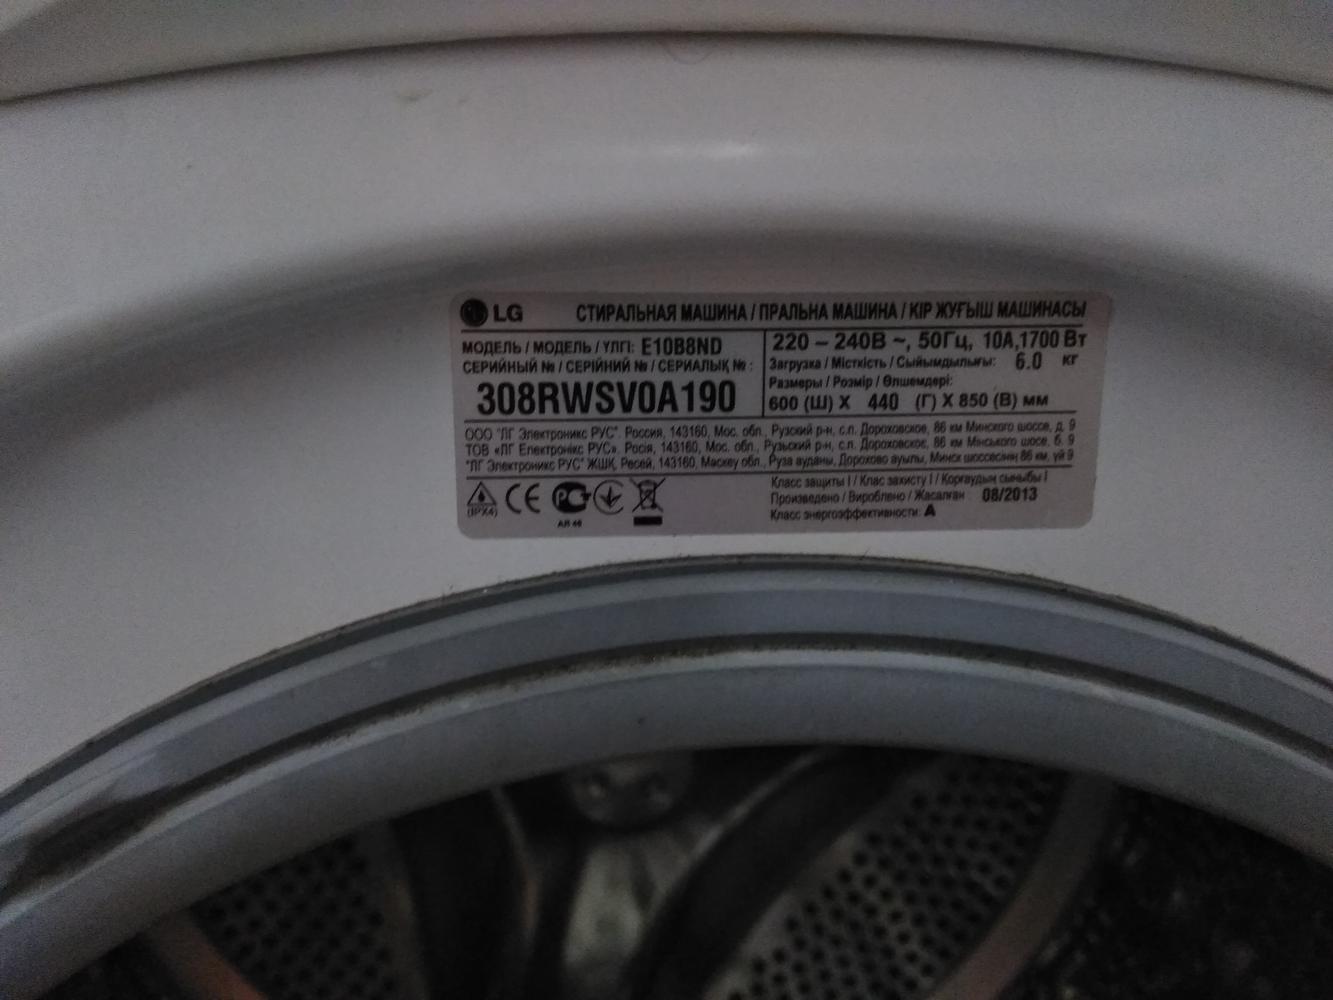 LG СТИРАЛЬНАЯ МАШИНА / ПРАЛЬНА МАШИНА / КІР ЖУҒЫШ МАШИНАСЫ
МОДЕЛЬ / МОДЕЛЬ / ҮЛГІ: E10B8ND
СЕРИЙНЫЙ № / СЕРІЙНИЙ № / СЕРИАЛЫҚ № :
308RWSV0A190
220 – 240В ~, 50Гц, 10А,1700 Вт
Загрузка / Місткість / Сыйымдылығы: 6.0 кг
Размеры / Розмір / Өлшемдері:
600 (Ш) X 440 (Г) X 850 (В) мм
ООО "ЛГ Электроникс РУС". Россия, 143160, Мос. обл., Рузский р-н, с.п. Дороховское, 86 км Минского шоссе, д. 9
ТОВ «ЛГ Електронікс РУС». Росія, 143160, Мос. обл., Рузьский р-н, с.п. Дороховское, 86 км Мінського шосе, б. 9
"ЛГ Электроникс РУС" ЖШҚ, Ресей, 143160, Мәскеу обл., Руза ауданы, Дорохово ауылы, Минск шоссесінің 86 км, үй 9
(IPX4) CE РСТ
АЯ 46
Класс защиты I / Клас захисту I / Қорғаудың сыныбы I
Произведено / Вироблено / Жасалған 08/2013
Класс энергоэффективности: A